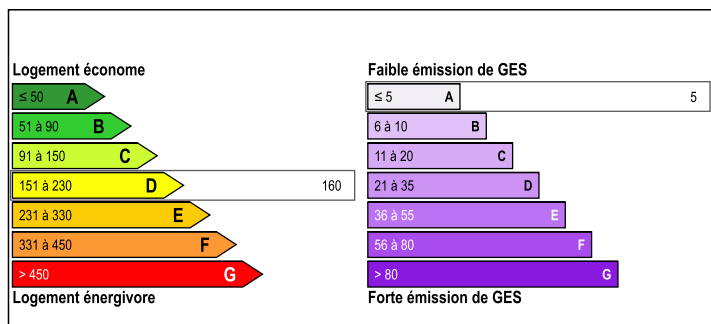 Logement économe
≤ 50 A
51 à 90 B
91 à 150 C
151 à 230 D 160
231 à 330 E
331 à 450 F
> 450 G
Logement énergivore
Faible émission de GES
≤ 5 A 5
6 à 10 B
11 à 20 C
21 à 35 D
36 à 55 E
56 à 80 F
> 80 G
Forte émission de GES